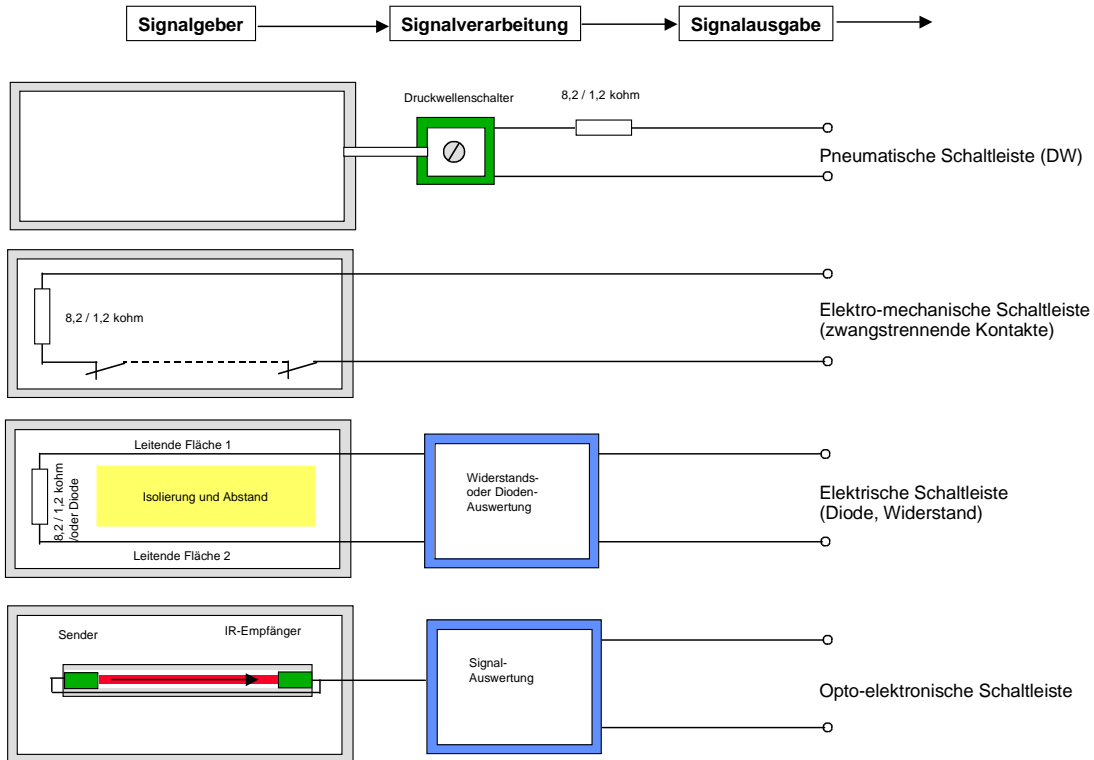 Signalgeber
Signalverarbeitung
Signalausgabe
Druckwellenschalter
8,2 / 1,2 kohm
Pneumatische Schaltleiste (DW)
8,2 / 1,2 kohm
Elektro-mechanische Schaltleiste
(zwangstrennende Kontakte)
Leitende Fläche 1
8,2 / 1,2 kohm
/oder Diode
Isolierung und Abstand
Leitende Fläche 2
Widerstands-
oder Dioden-
Auswertung
Elektrische Schaltleiste
(Diode, Widerstand)
Sender
IR-Empfänger
Signal-
Auswertung
Opto-elektronische Schaltleiste